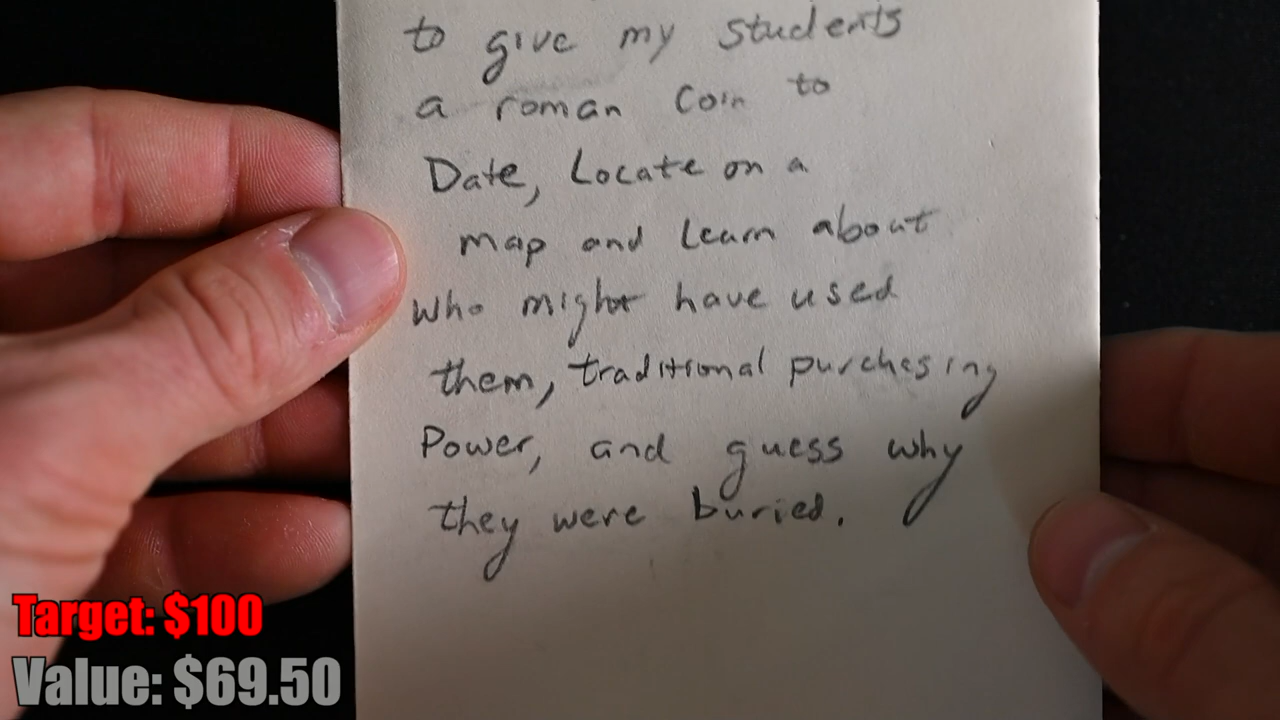 to give my students
a roman coin to
Date, Locate on a
map and learn about
who might have used
them, traditional purchesing
Power, and guess why
they were buried.
Target: $100
Value: $69.50